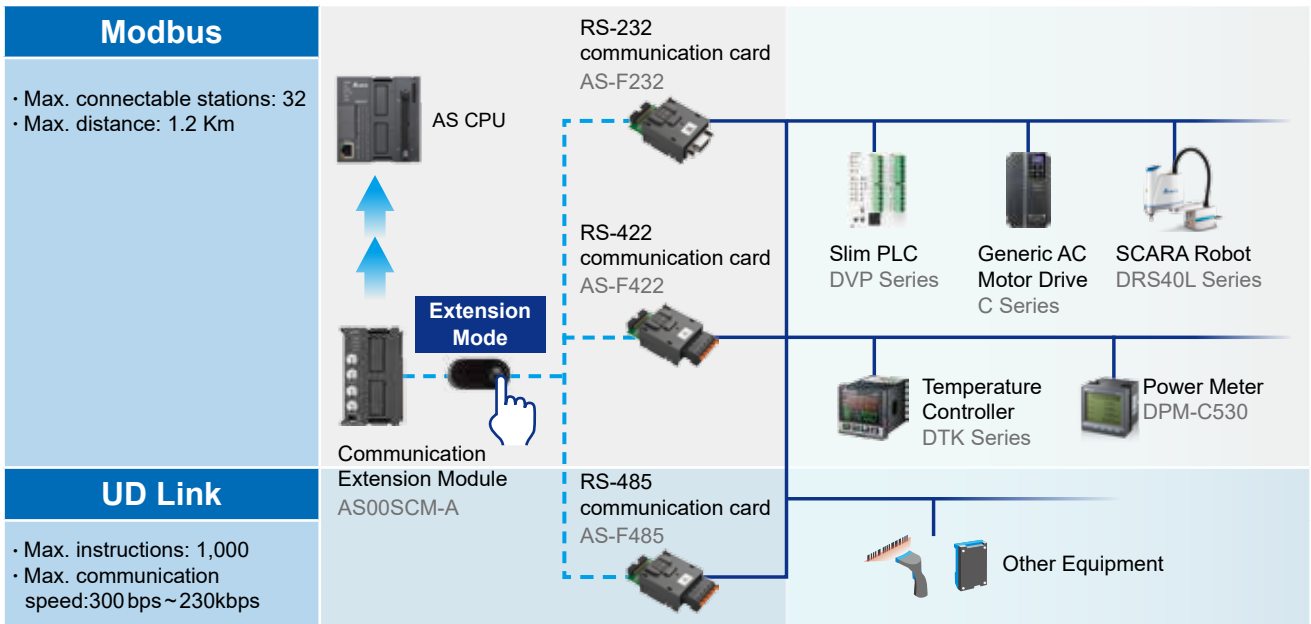 Modbus
· Max. connectable stations: 32
· Max. distance: 1.2 Km
AS CPU
Extension
Mode
Communication
Extension Module
AS00SCM-A
RS-232
communication card
AS-F232
RS-422
communication card
AS-F422
RS-485
communication card
AS-F485
Slim PLC
DVP Series
Generic AC
Motor Drive
C Series
SCARA Robot
DRS40L Series
Temperature
Controller
DTK Series
Power Meter
DPM-C530
UD Link
· Max. instructions: 1,000
· Max. communication
speed:300 bps~230kbps
Other Equipment